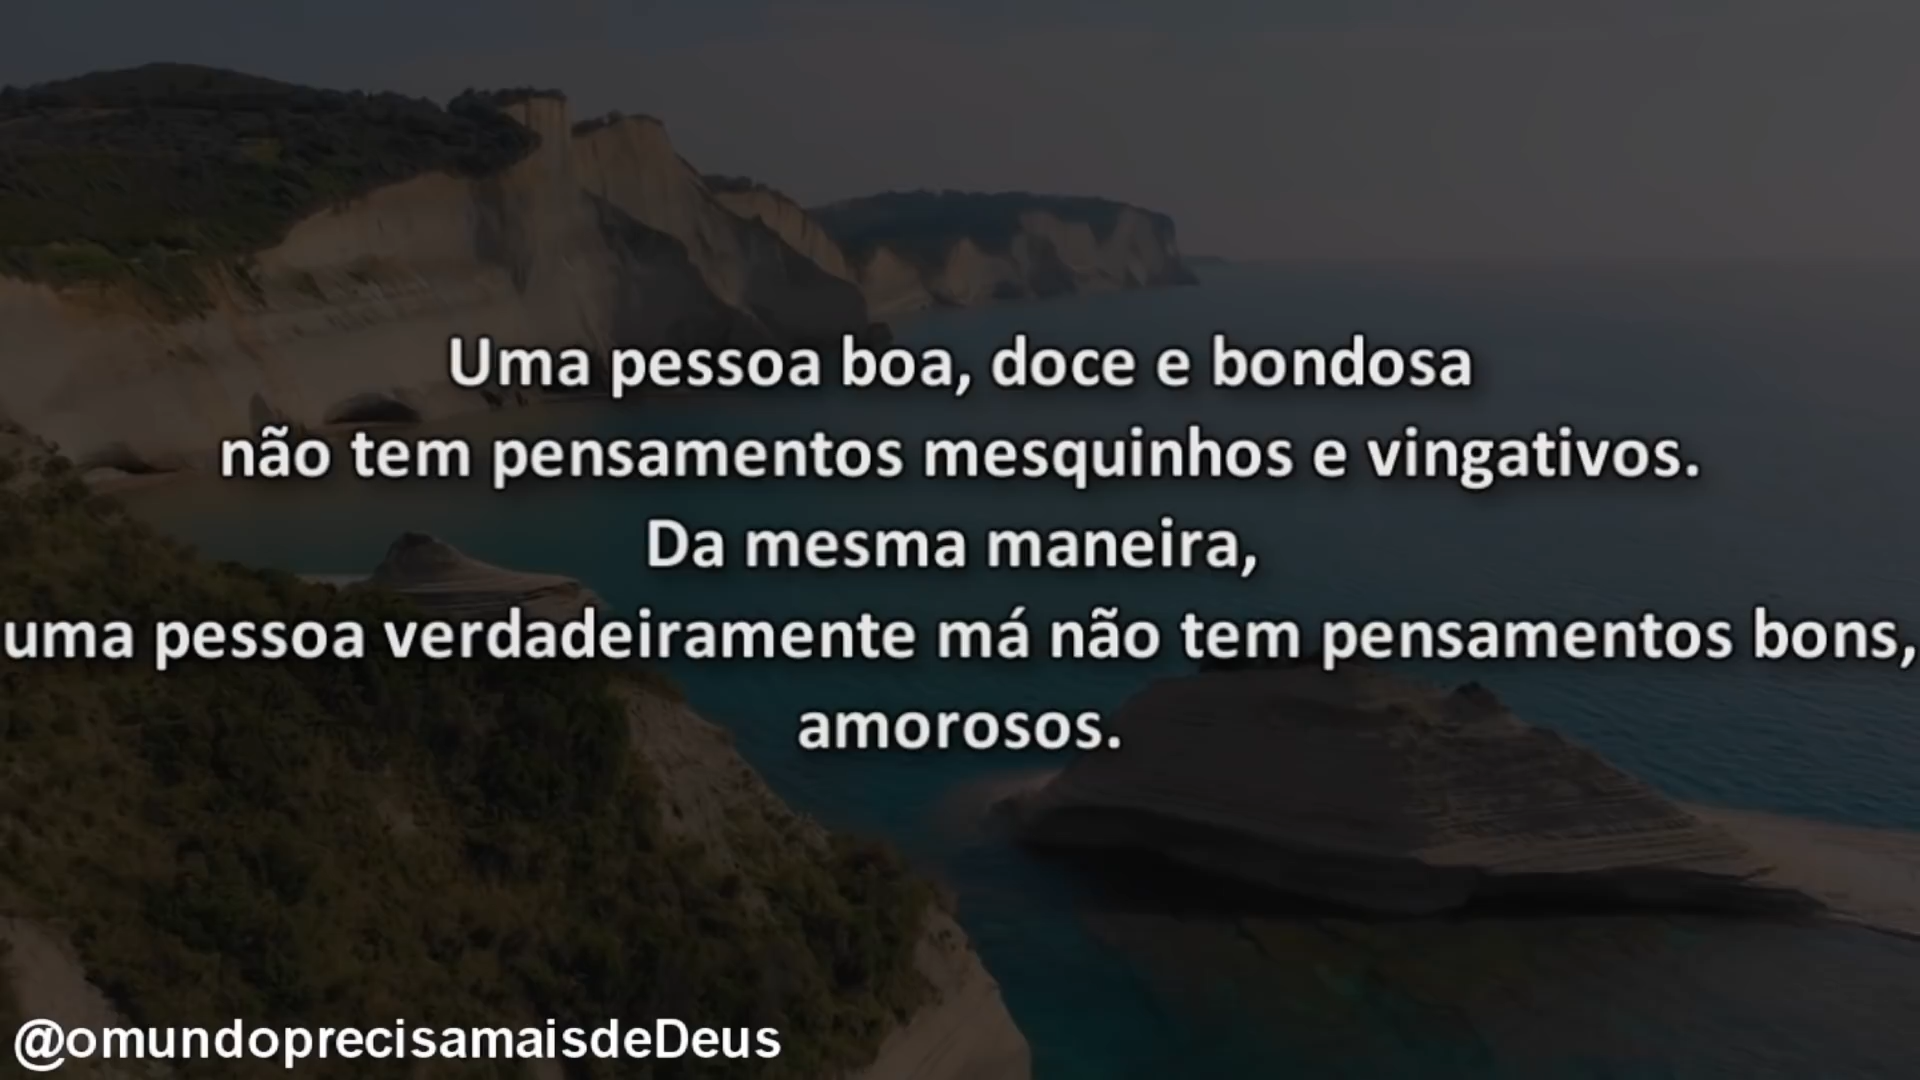 Uma pessoa boa, doce e bondosa
não tem pensamentos mesquinhos e vingativos.
Da mesma maneira,
uma pessoa verdadeiramente má não tem pensamentos bons,
amorosos.
@omundoprecisamaisdeDeus